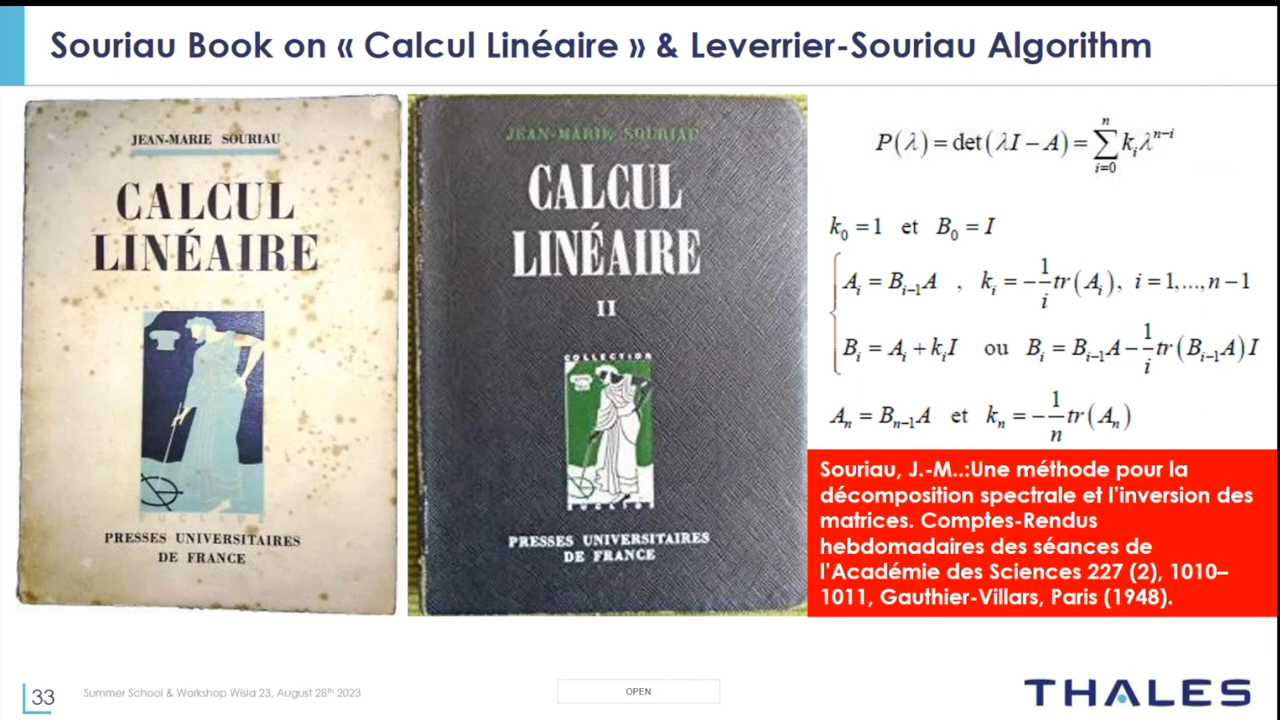 Souriau Book on « Calcul Linéaire » & Leverrier-Souriau Algorithm
JEAN-MARIE SOURIAU
CALCUL
LINÉAIRE
COLLECTION
EUCLIDE
PRESSES UNIVERSITAIRES
DE FRANCE
JEAN-MARIE SOURIAU
CALCUL
LINÉAIRE
II
COLLECTION
EUCLIDE
PRESSES UNIVERSITAIRES
DE FRANCE
P(λ) = det(λI − A) = ∑_{i=0}^{n} k_i λ^{n−i}
k_0 = 1 et B_0 = I
A_i = B_{i−1}A , k_i = −1/i tr(A_i), i = 1,...,n−1
B_i = A_i + k_i I ou B_i = B_{i−1}A − 1/i tr(B_{i−1}A)I
A_n = B_{n−1}A et k_n = −1/n tr(A_n)
Souriau, J.-M..:Une méthode pour la
décomposition spectrale et l’inversion des
matrices. Comptes-Rendus
hebdomadaires des séances de
l’Académie des Sciences 227 (2), 1010–
1011, Gauthier-Villars, Paris (1948).
33
Summer School & Workshop Wisla 23, August 28th 2023
OPEN
THALES